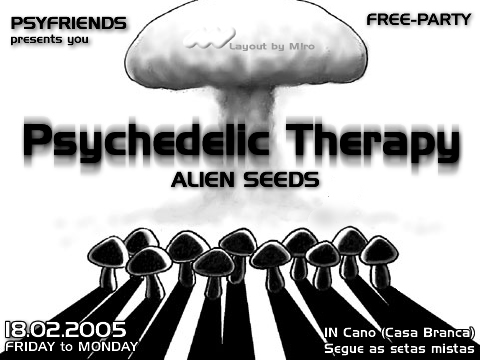 PSYFRIENDS
presents you
FREE-PARTY
Layout by Miro
Psychedelic Therapy
ALIEN SEEDS
18.02.2005
FRIDAY to MONDAY
IN Cano (Casa Branca)
Segue as setas mistas